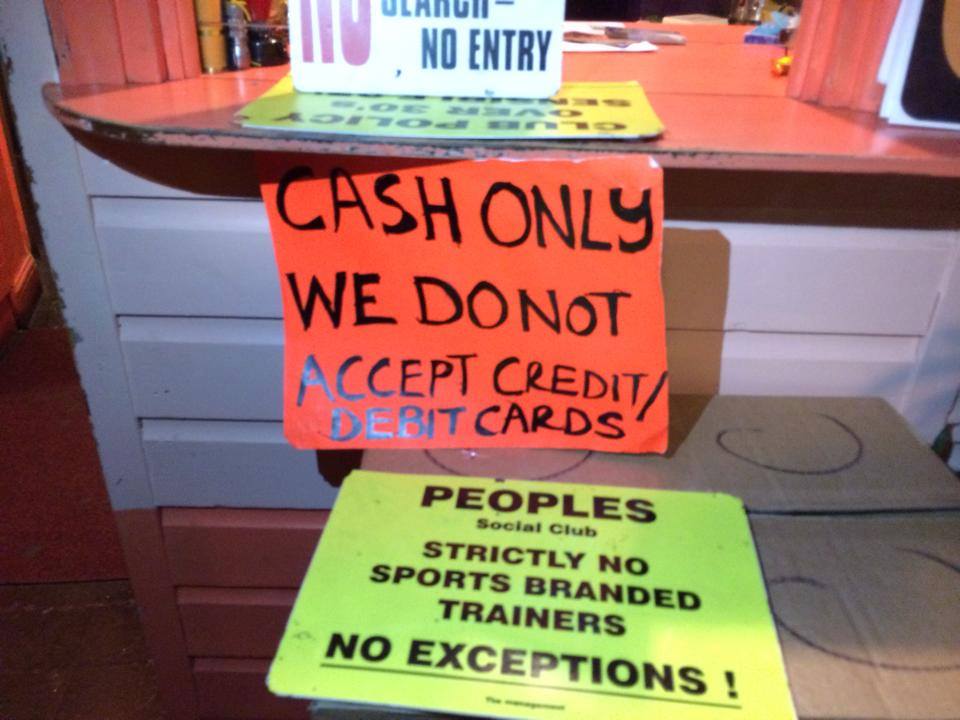 NO SEARCH-
NO ENTRY
CLUB POLICY
OVER 30'S
CASH ONLY
WE DO NOT
ACCEPT CREDIT/
DEBIT CARDS
PEOPLES
Social Club
STRICTLY NO
SPORTS BRANDED
TRAINERS
NO EXCEPTIONS !
The management